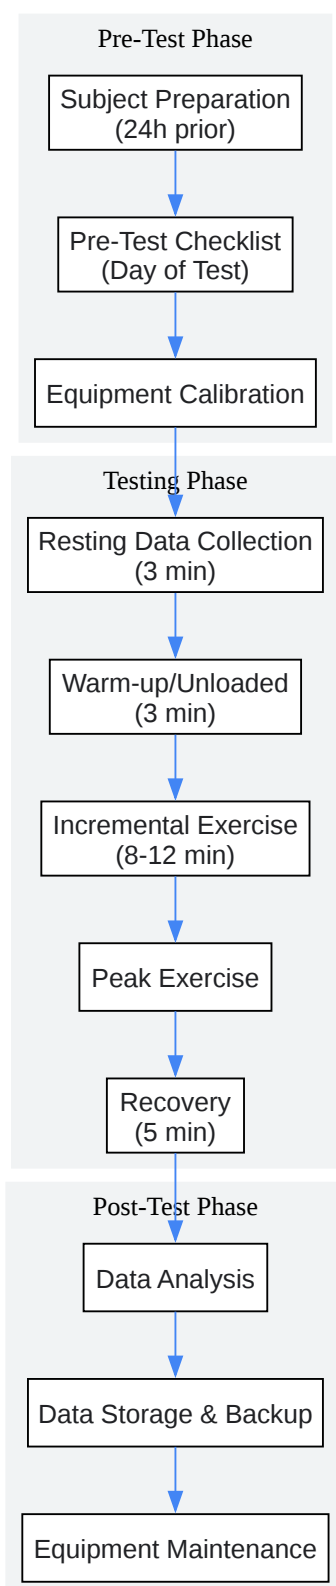 Pre-Test Phase
Subject Preparation
(24h prior)
Pre-Test Checklist
(Day of Test)
Equipment Calibration
Testing Phase
Resting Data Collection
(3 min)
Warm-up/Unloaded
(3 min)
Incremental Exercise
(8-12 min)
Peak Exercise
Recovery
(5 min)
Post-Test Phase
Data Analysis
Data Storage & Backup
Equipment Maintenance